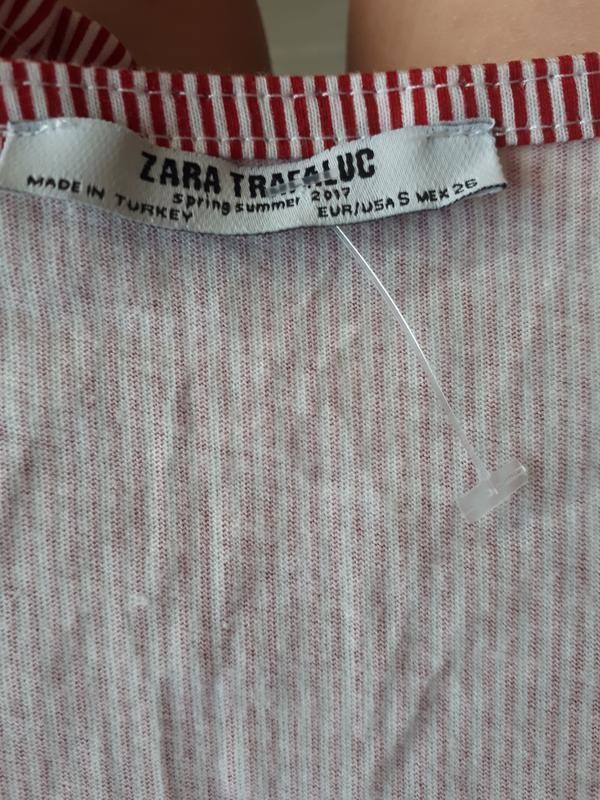 ZARA TRAFALUC
spring summer 2017
MADE IN TURKEY EUR/USA S MEX 26